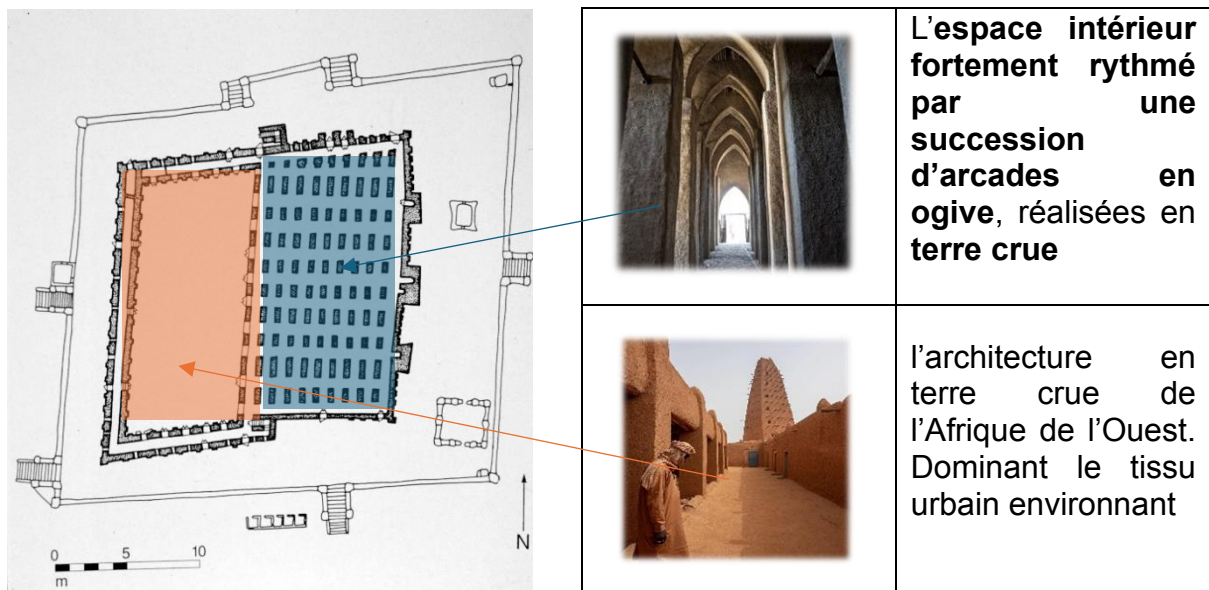 L’espace intérieur
fortement rythmé
par une
succession
d’arcades en
ogive, réalisées en
terre crue
l’architecture en
terre crue de
l’Afrique de l’Ouest.
Dominant le tissu
urbain environnant
0 5 10
m
N